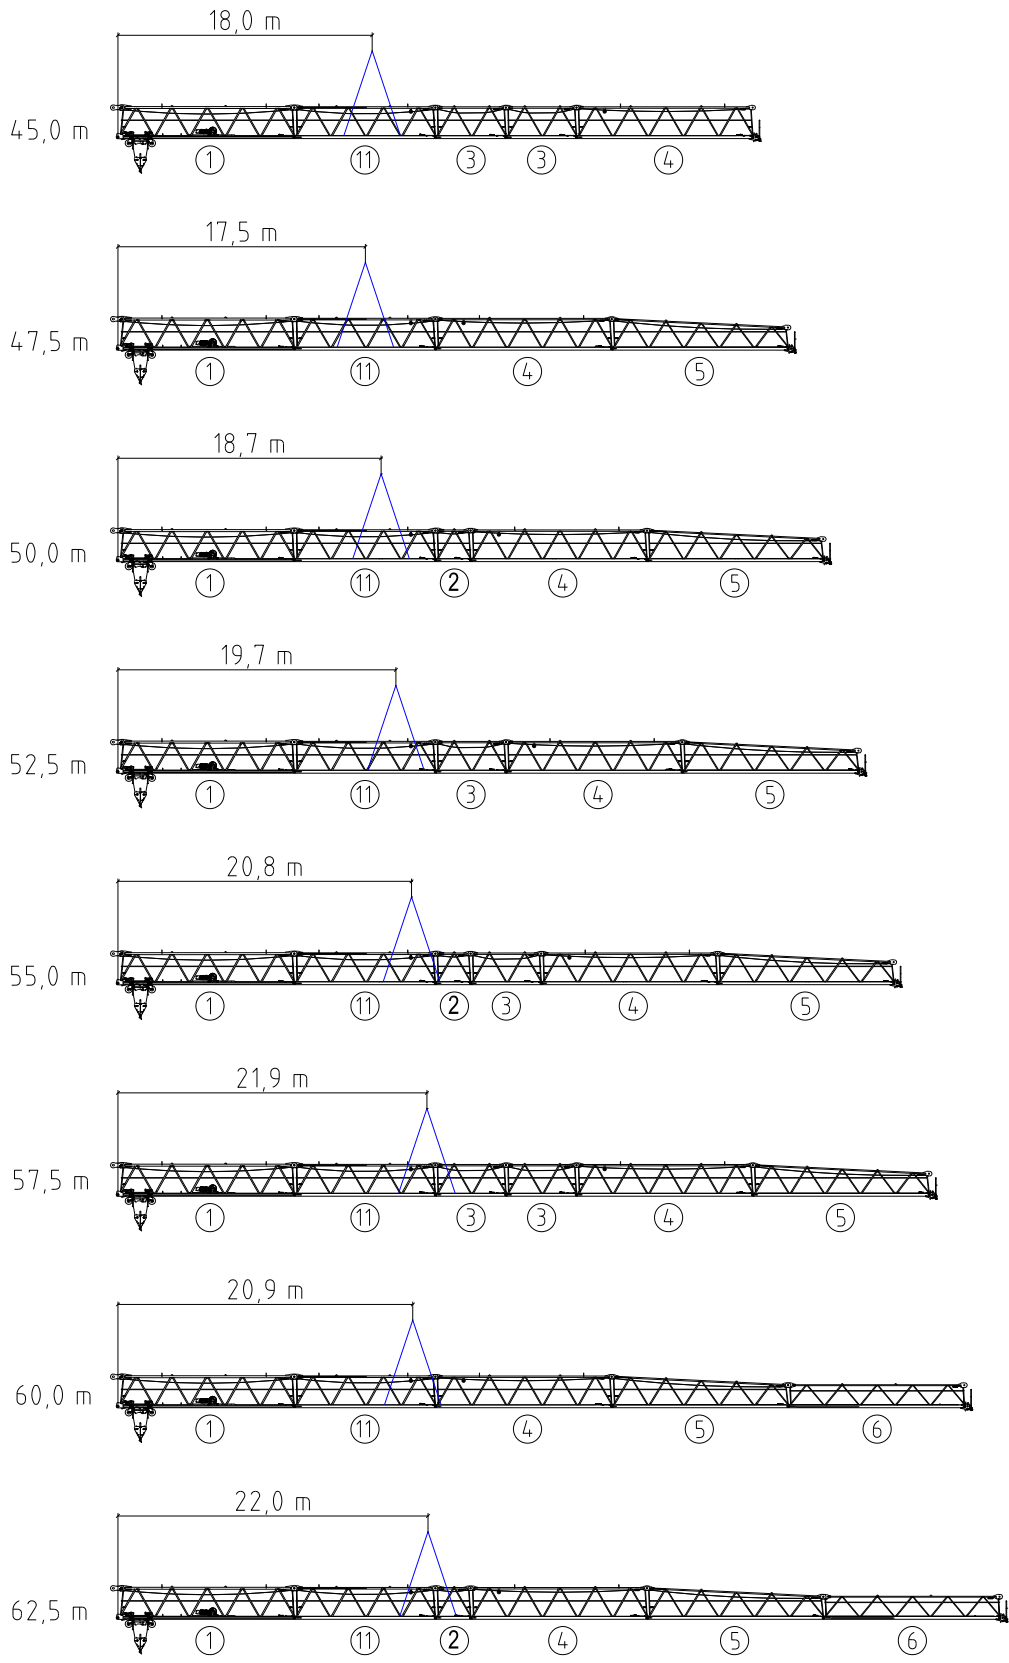 18,0 m
45,0 m
1 11 3 3 4
17,5 m
47,5 m
1 11 4 5
18,7 m
50,0 m
1 11 2 4 5
19,7 m
52,5 m
1 11 3 4 5
20,8 m
55,0 m
1 11 2 3 4 5
21,9 m
57,5 m
1 11 3 3 4 5
20,9 m
60,0 m
1 11 4 5 6
22,0 m
62,5 m
1 11 2 4 5 6